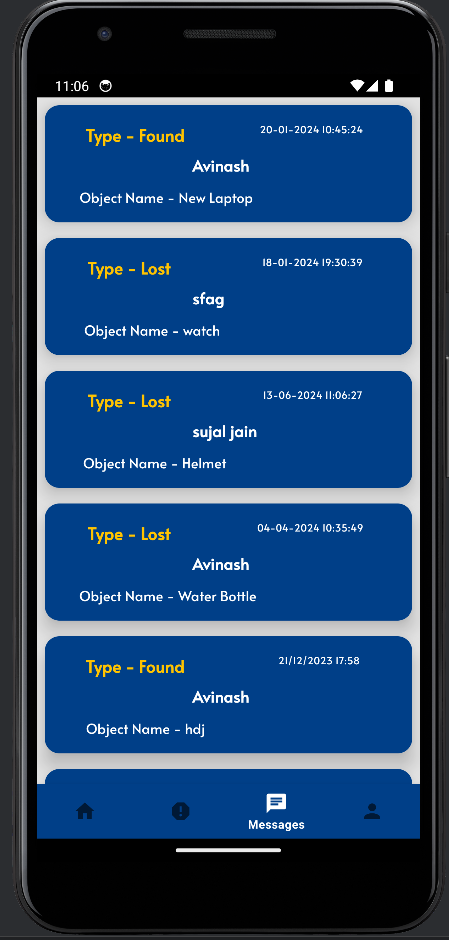 11:06
Type - Found 20-01-2024 10:45:24
Avinash
Object Name - New Laptop
Type - Lost 18-01-2024 19:30:39
sfag
Object Name - watch
Type - Lost 13-06-2024 11:06:27
sujal jain
Object Name - Helmet
Type - Lost 04-04-2024 10:35:49
Avinash
Object Name - Water Bottle
Type - Found 21/12/2023 17:58
Avinash
Object Name - hdj
Messages